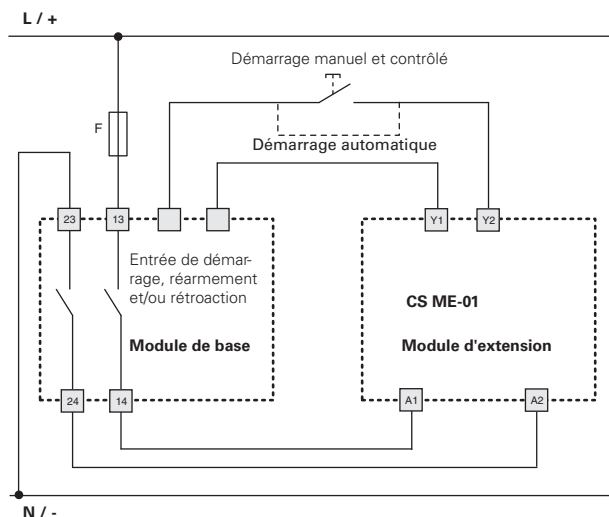 L / +
Démarrage manuel et contrôlé
F
Démarrage automatique
23
13
Y1
Y2
Entrée de démar-
rage, réarmement
et/ou rétroaction
CS ME-01
Module de base
Module d'extension
24
14
A1
A2
N / -